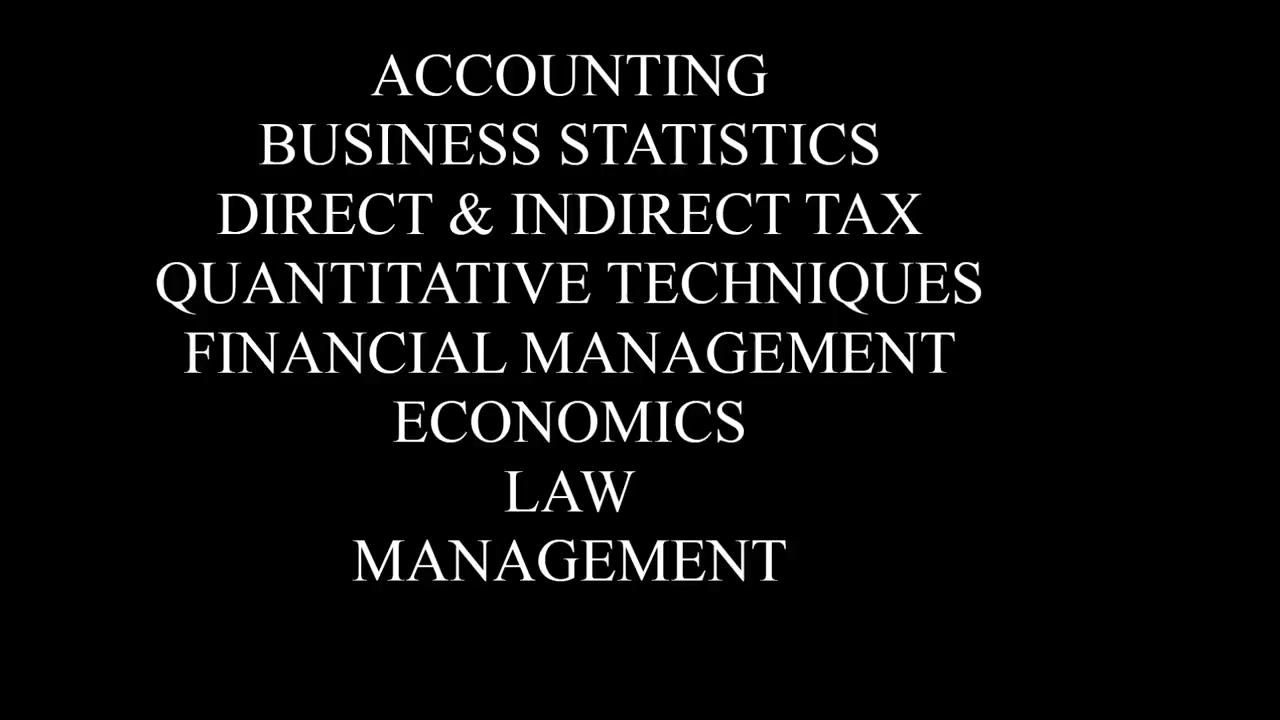 ACCOUNTING
BUSINESS STATISTICS
DIRECT & INDIRECT TAX
QUANTITATIVE TECHNIQUES
FINANCIAL MANAGEMENT
ECONOMICS
LAW
MANAGEMENT